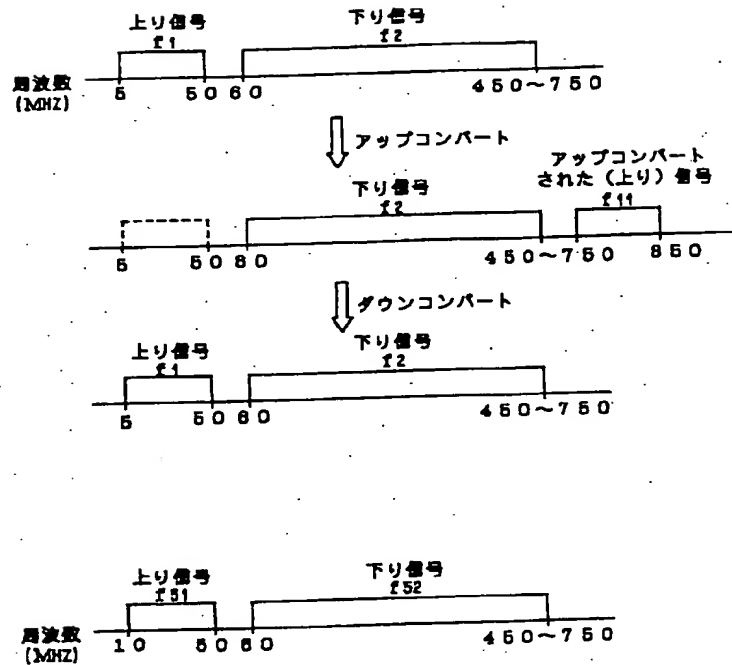 上り信号
f1
下り信号
f2
周波数
(MHZ)
5 50 60 450~750
アップコンバート
下り信号
f2
アップコンバート
された(上り)信号
f11
5 50 60 450~750 850
ダウンコンバート
上り信号
f1
下り信号
f2
5 50 60 450~750
上り信号
f51
下り信号
f52
周波数
(MHZ)
10 50 60 450~750